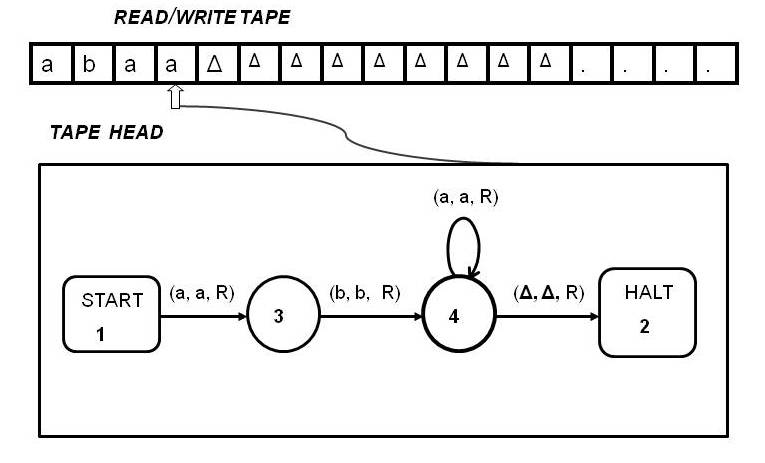 READ/WRITE TAPE
a b a a Δ Δ Δ Δ Δ Δ Δ Δ Δ . . . .
TAPE HEAD
(a, a, R)
START (a, a, R) 3 (b, b, R) 4 (Δ, Δ, R) HALT
1 2